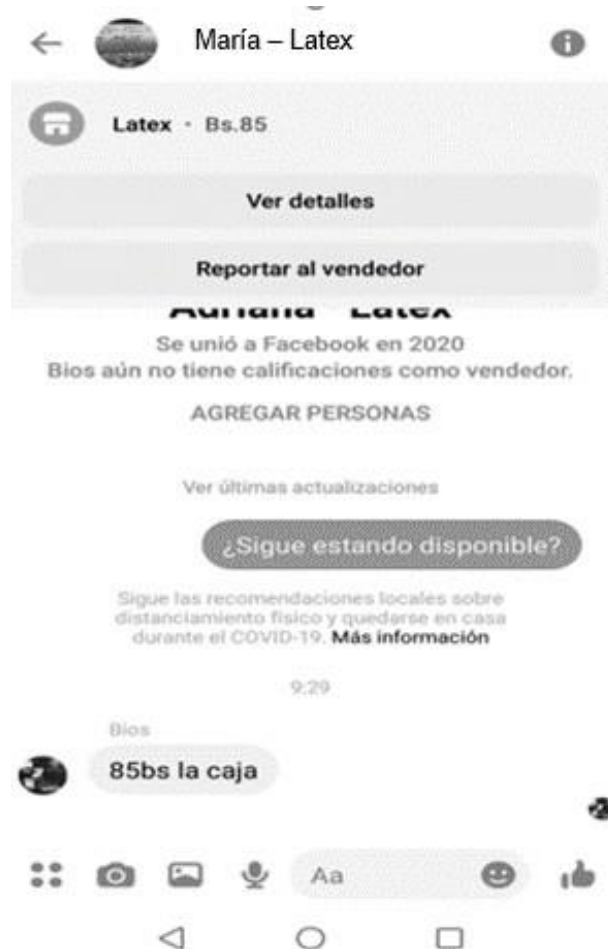 María – Latex
Latex · Bs.85
Ver detalles
Reportar al vendedor
Adriana - Latex
Se unió a Facebook en 2020
Bios aún no tiene calificaciones como vendedor.
AGREGAR PERSONAS
Ver últimas actualizaciones
¿Sigue estando disponible?
Sigue las recomendaciones locales sobre
distanciamiento físico y quedarse en casa
durante el COVID-19. Más información
9:29
Bios
85bs la caja
Aa